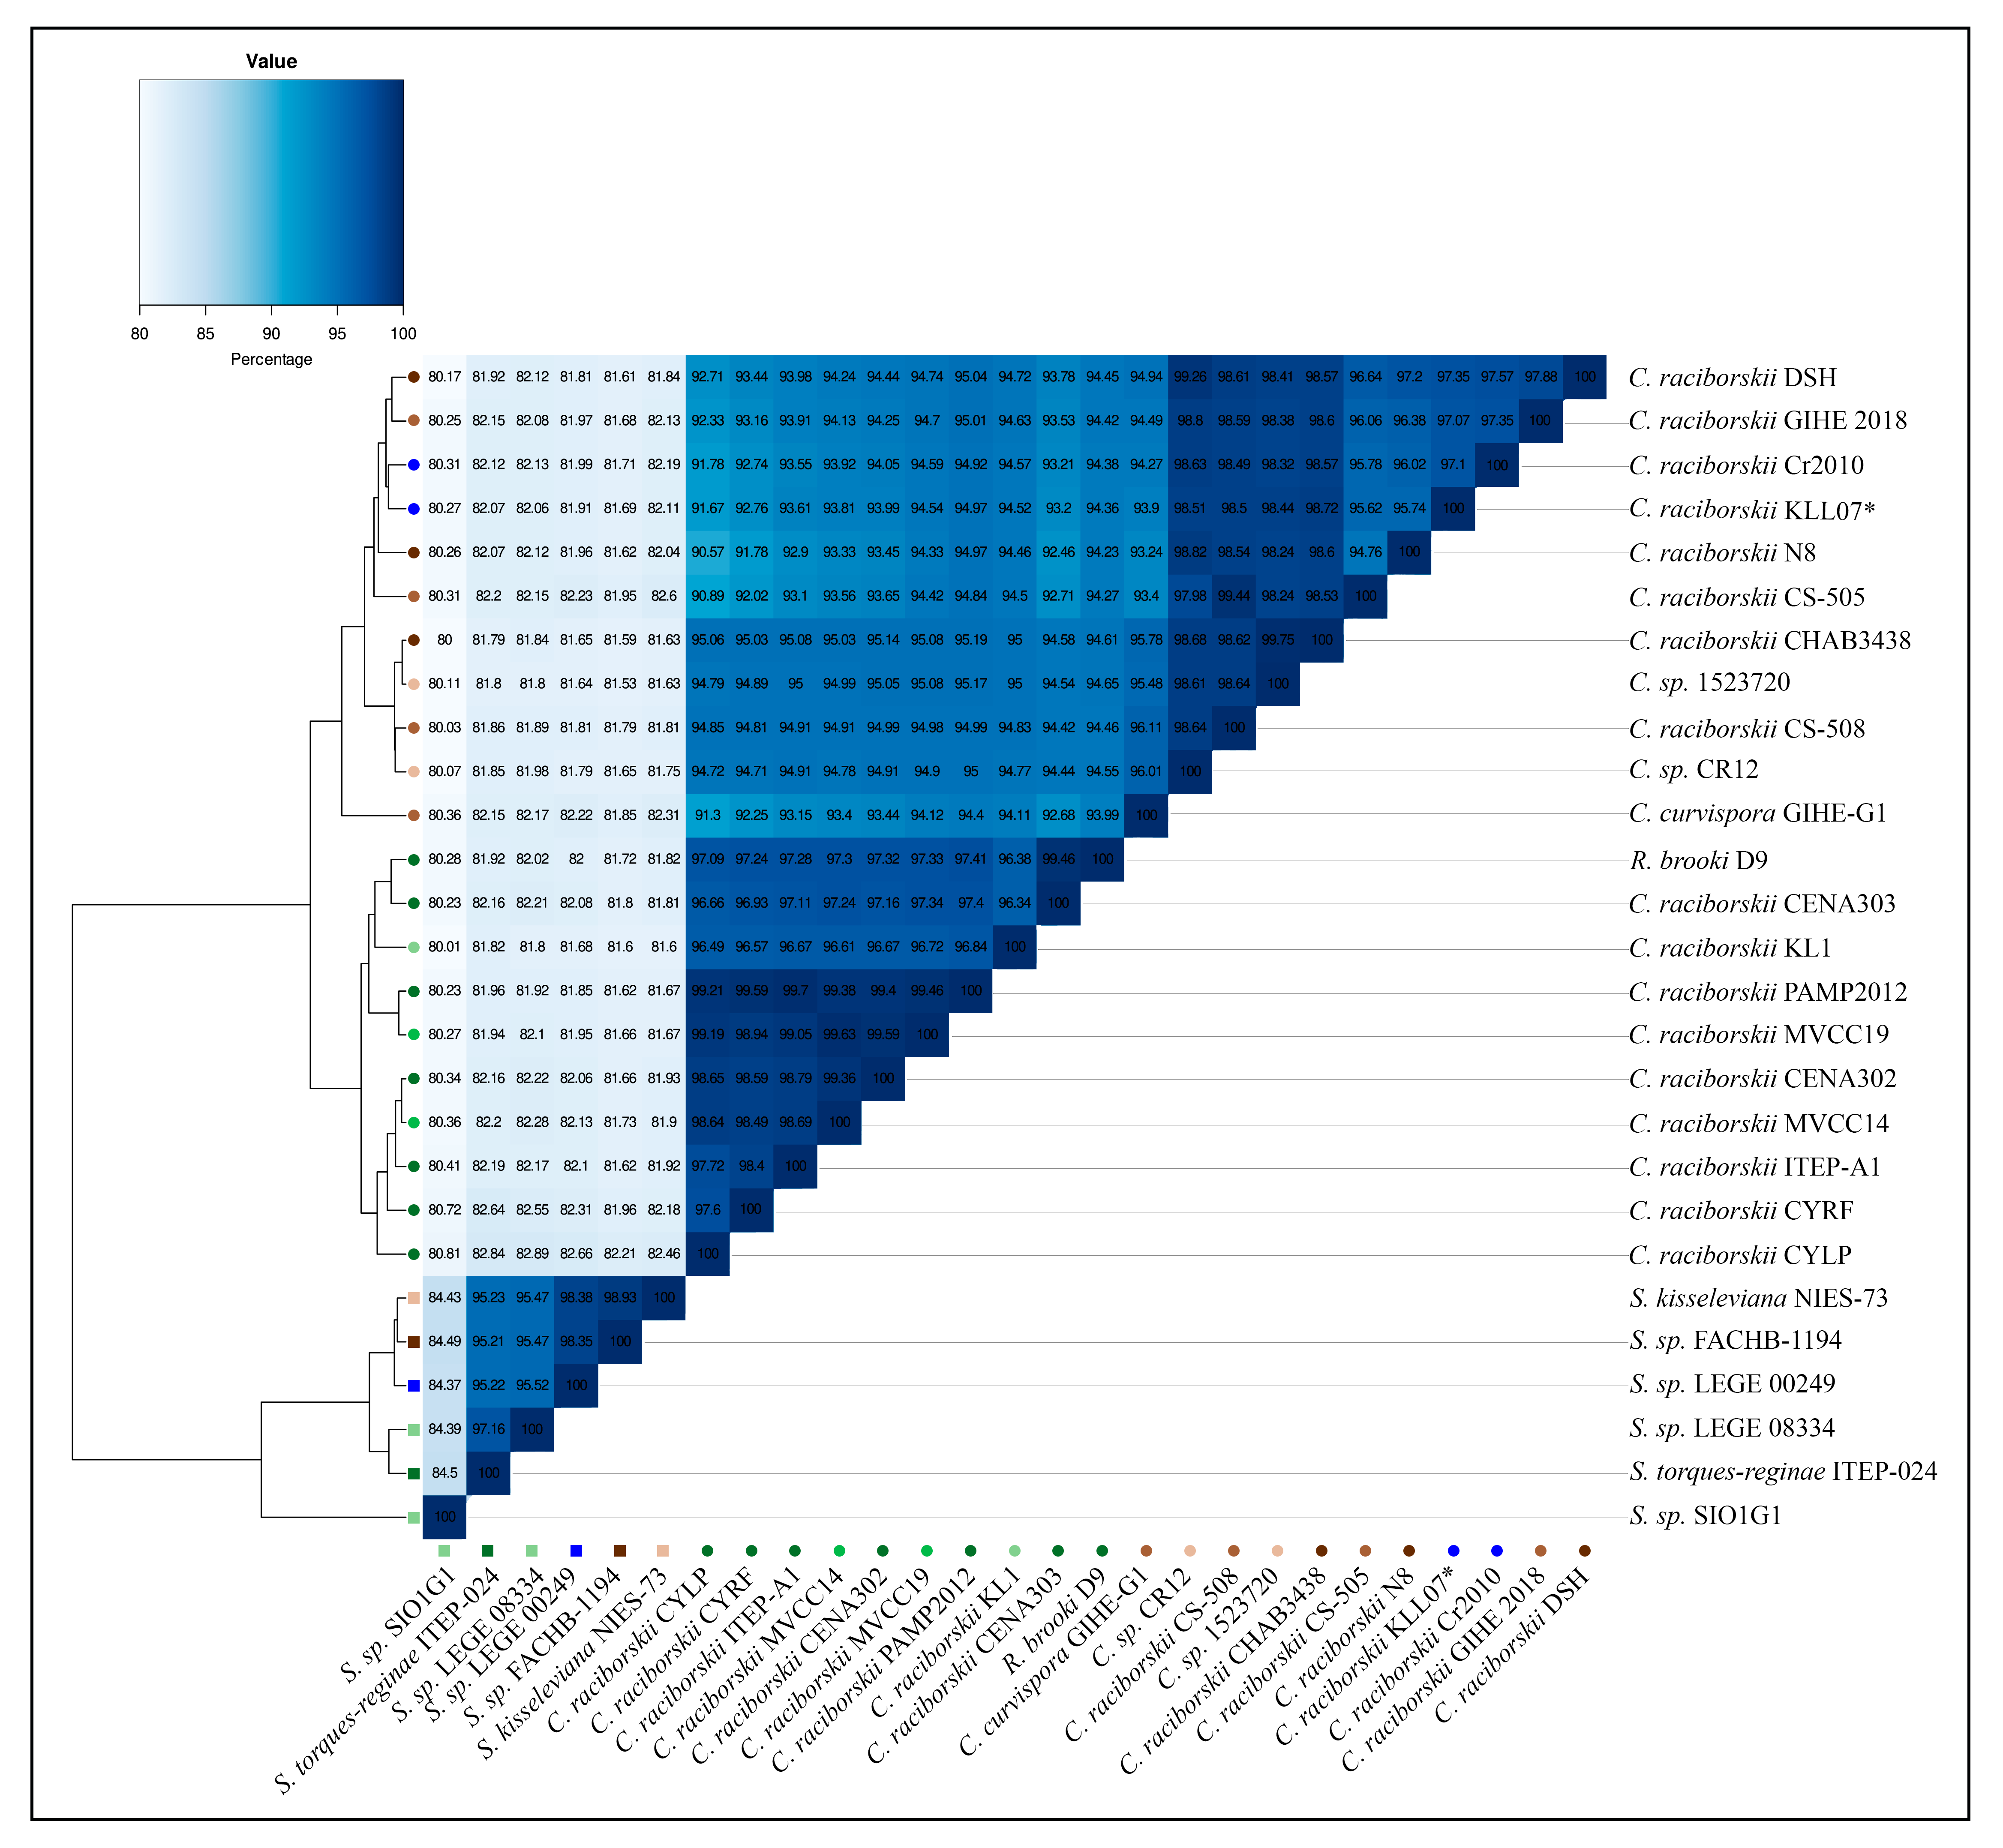 Value
80 85 90 95 100
Percentage
80.17 81.92 82.12 81.81 81.61 81.84 92.71 93.44 93.98 94.24 94.44 94.74 95.04 94.72 93.78 94.45 94.94 99.26 98.61 98.41 98.57 96.64 97.2 97.35 97.57 97.88 100 C. raciborskii DSH
80.25 82.15 82.08 81.97 81.68 82.13 92.33 93.16 93.91 94.13 94.25 94.7 95.01 94.63 93.53 94.42 94.49 98.8 98.59 98.38 98.6 96.06 96.38 97.07 97.35 100 C. raciborskii GIHE 2018
80.31 82.12 82.13 81.99 81.71 82.19 91.78 92.74 93.55 93.92 94.05 94.59 94.92 94.57 93.21 94.38 94.27 98.63 98.49 98.32 98.57 95.78 96.02 97.1 100 C. raciborskii Cr2010
80.27 82.07 82.06 81.91 81.69 82.11 91.67 92.76 93.61 93.81 93.99 94.54 94.97 94.52 93.2 94.36 93.9 98.51 98.5 98.44 98.72 95.62 95.74 100 C. raciborskii KLL07*
80.26 82.07 82.12 81.96 81.62 82.04 90.57 91.78 92.9 93.33 93.45 94.33 94.97 94.46 92.46 94.23 93.24 98.82 98.54 98.24 98.6 94.76 100 C. raciborskii N8
80.31 82.2 82.15 82.23 81.95 82.6 90.89 92.02 93.1 93.56 93.65 94.42 94.84 94.5 92.71 94.27 93.4 97.98 99.44 98.24 98.53 100 C. raciborskii CS-505
80 81.79 81.84 81.65 81.59 81.63 95.06 95.03 95.08 95.03 95.14 95.08 95.19 95 94.58 94.61 95.78 98.68 98.62 99.75 100 C. raciborskii CHAB3438
80.11 81.8 81.8 81.64 81.53 81.63 94.79 94.89 95 94.99 95.05 95.08 95.17 95 94.54 94.65 95.48 98.61 98.64 100 C. sp. 1523720
80.03 81.86 81.89 81.81 81.79 81.81 94.85 94.81 94.91 94.91 94.99 94.98 94.99 94.83 94.42 94.46 96.11 98.64 100 C. raciborskii CS-508
80.07 81.85 81.98 81.79 81.65 81.75 94.72 94.71 94.91 94.78 94.91 94.9 95 94.77 94.44 94.55 96.01 100 C. sp. CR12
80.36 82.15 82.17 82.22 81.85 82.31 91.3 92.25 93.15 93.4 93.44 94.12 94.4 94.11 92.68 93.99 100 C. curvispora GIHE-G1
80.28 81.92 82.02 82 81.72 81.82 97.09 97.24 97.28 97.3 97.32 97.33 97.41 96.38 99.46 100 R. brooki D9
80.23 82.16 82.21 82.08 81.8 81.81 96.66 96.93 97.11 97.24 97.16 97.34 97.4 96.34 100 C. raciborskii CENA303
80.01 81.82 81.8 81.68 81.6 81.6 96.49 96.57 96.67 96.61 96.67 96.72 96.84 100 C. raciborskii KL1
80.23 81.96 81.92 81.85 81.62 81.67 99.21 99.59 99.7 99.38 99.4 99.46 100 C. raciborskii PAMP2012
80.27 81.94 82.1 81.95 81.66 81.67 99.19 98.94 99.05 99.63 99.59 100 C. raciborskii MVCC19
80.34 82.16 82.22 82.06 81.66 81.93 98.65 98.59 98.79 99.36 100 C. raciborskii CENA302
80.36 82.2 82.28 82.13 81.73 81.9 98.64 98.49 98.69 100 C. raciborskii MVCC14
80.41 82.19 82.17 82.1 81.62 81.92 97.72 98.4 100 C. raciborskii ITEP-A1
80.72 82.64 82.55 82.31 81.96 82.18 97.6 100 C. raciborskii CYRF
80.81 82.84 82.89 82.66 82.21 82.46 100 C. raciborskii CYLP
84.43 95.23 95.47 98.38 98.93 100 S. kisseleviana NIES-73
84.49 95.21 95.47 98.35 100 S. sp. FACHB-1194
84.37 95.22 95.52 100 S. sp. LEGE 00249
84.39 97.16 100 S. sp. LEGE 08334
84.5 100 S. torques-reginae ITEP-024
100 S. sp. SIO1G1
S. sp. SIO1G1
S. torques-reginae ITEP-024
S. sp. LEGE 08334
S. sp. LEGE 00249
S. sp. FACHB-1194
S. kisseleviana NIES-73
C. raciborskii CYLP
C. raciborskii CYRF
C. raciborskii ITEP-A1
C. raciborskii MVCC14
C. raciborskii CENA302
C. raciborskii MVCC19
C. raciborskii PAMP2012
C. raciborskii KL1
C. raciborskii CENA303
R. brooki D9
C. curvispora GIHE-G1
C. sp. CR12
C. raciborskii CS-508
C. sp. 1523720
C. raciborskii CHAB3438
C. raciborskii CS-505
C. raciborskii N8
C. raciborskii KLL07*
C. raciborskii Cr2010
C. raciborskii GIHE 2018
C. raciborskii DSH